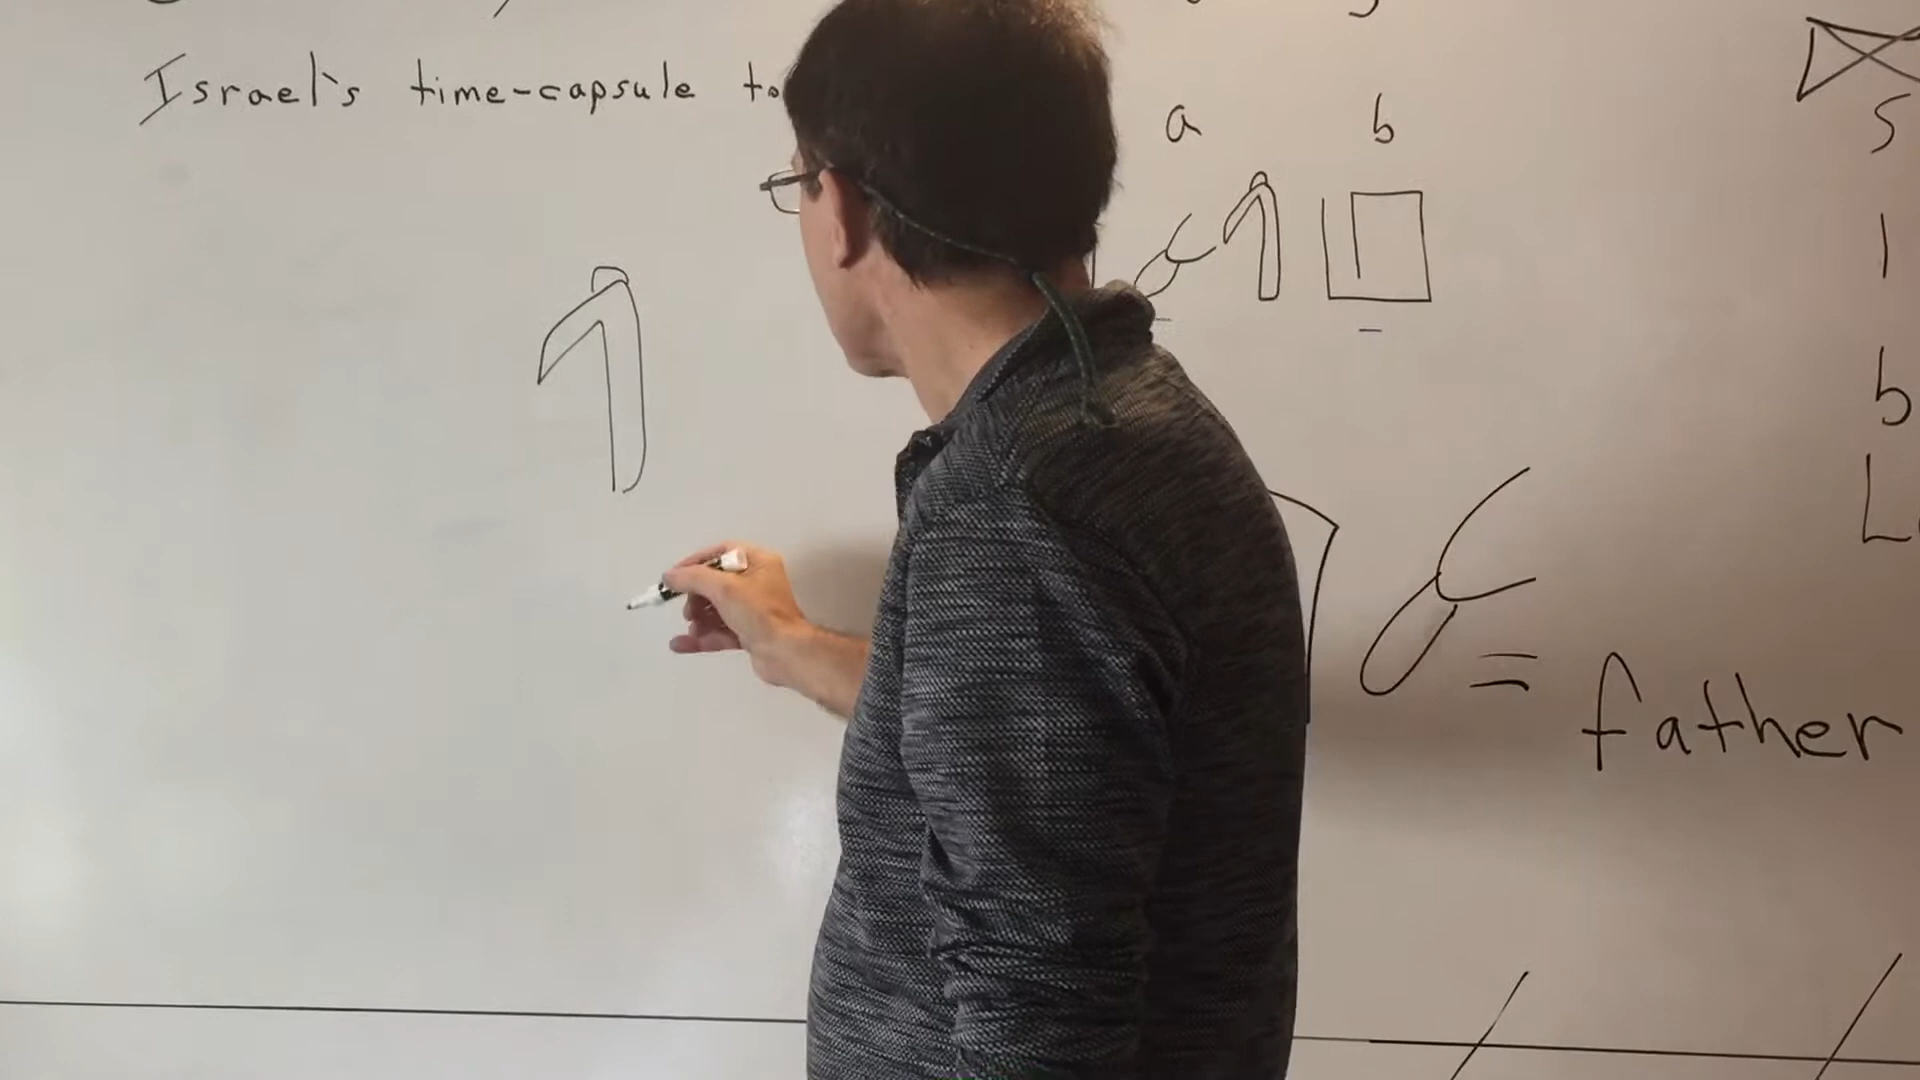 Israel's time-capsule to
a b
s
l
b
= father